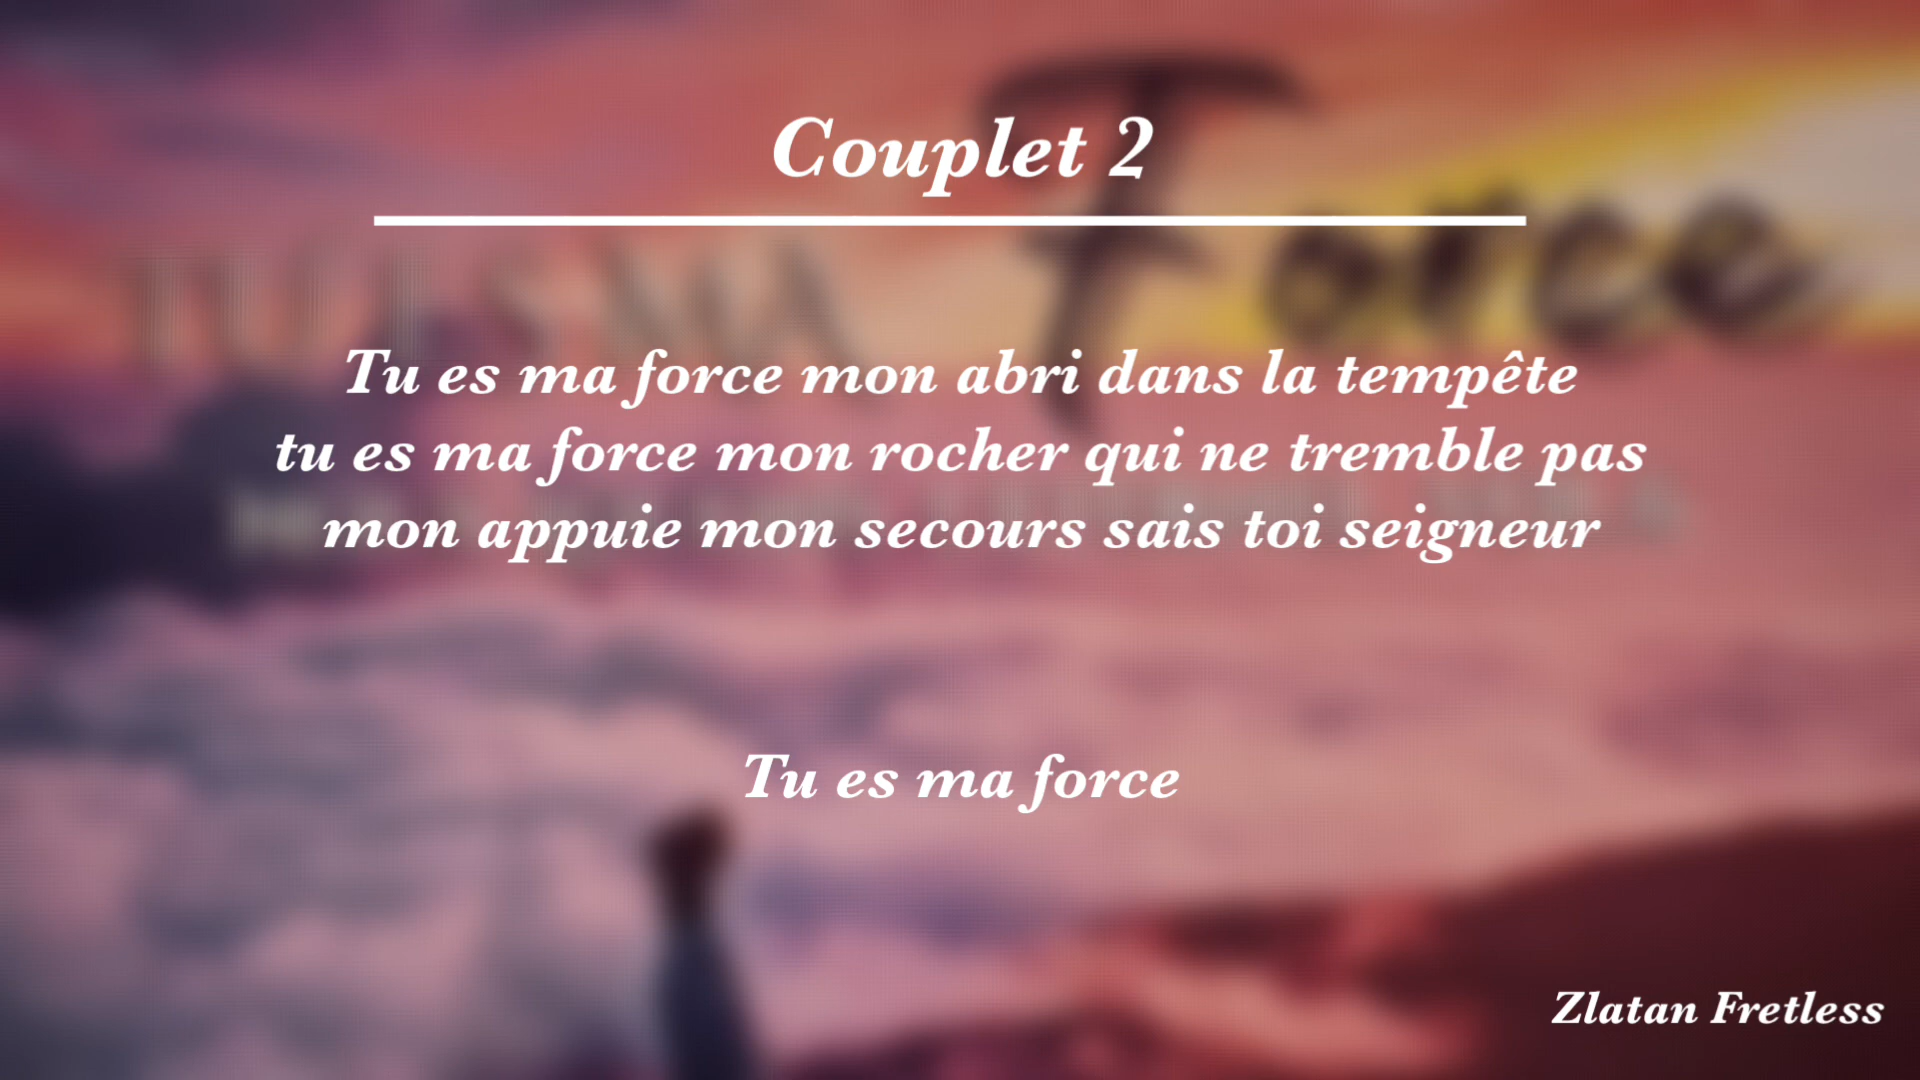 Couplet 2
Force
Tu es ma force mon abri dans la tempête
tu es ma force mon rocher qui ne tremble pas
mon appuie mon secours sais toi seigneur
Tu es ma force
Zlatan Fretless